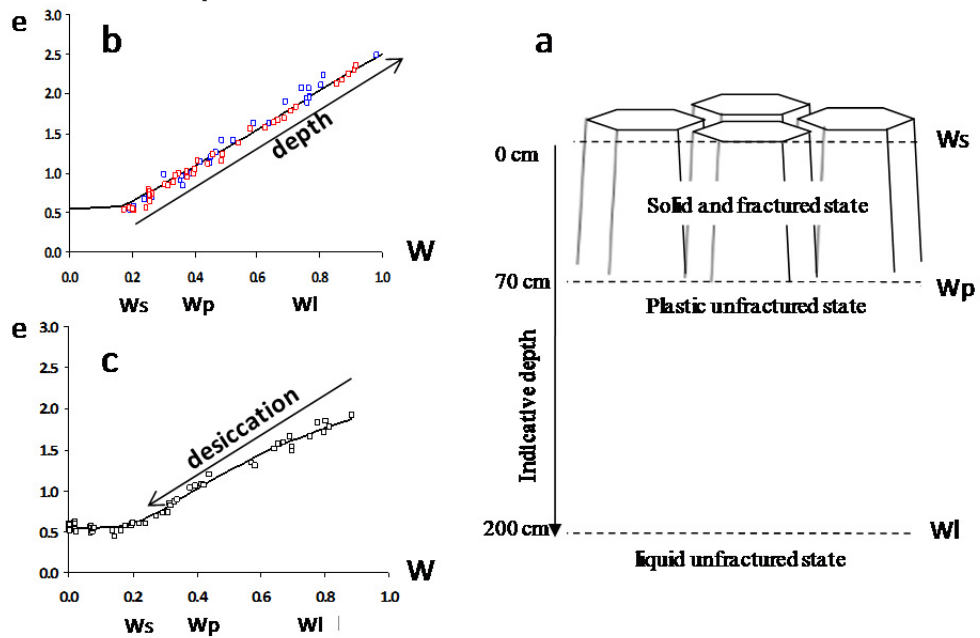 e
b
3.0
2.5
2.0
1.5
1.0
0.5
0.0
depth
0.0 0.2 0.4 0.6 0.8 1.0
W
Ws Wp Wl
e
c
3.0
2.5
2.0
1.5
1.0
0.5
0.0
desiccation
0.0 0.2 0.4 0.6 0.8 1.0
W
Ws Wp Wl
a
0 cm
Ws
Solid and fractured state
70 cm
Wp
Plastic unfractured state
Indicative depth
200 cm
Wl
liquid unfractured state